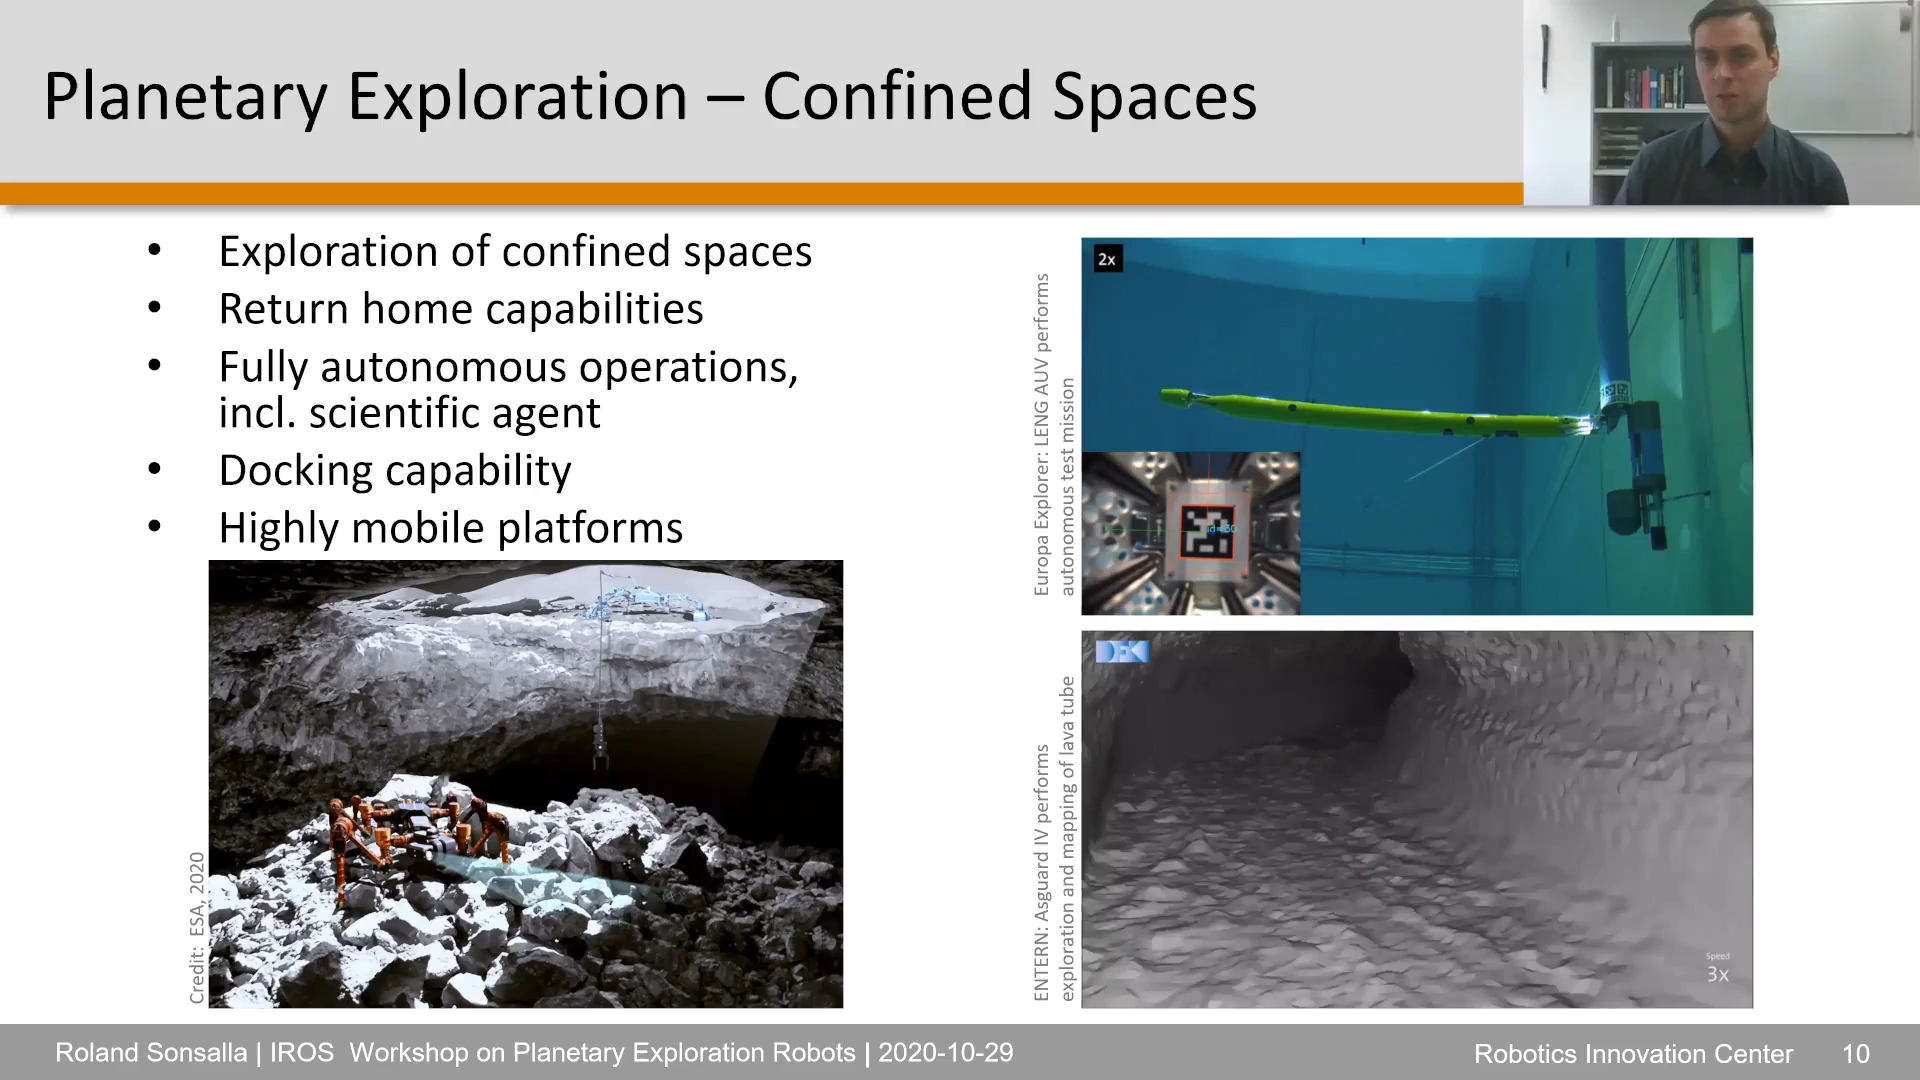 Planetary Exploration – Confined Spaces
• Exploration of confined spaces
• Return home capabilities
• Fully autonomous operations,
incl. scientific agent
• Docking capability
• Highly mobile platforms
Credit: ESA, 2020
Europa Explorer: LENG AUV performs
autonomous test mission
2x
id=30
ENTERN: Asguard IV performs
exploration and mapping of lava tube
DFKI
Speed
3x
Roland Sonsalla | IROS Workshop on Planetary Exploration Robots | 2020-10-29
Robotics Innovation Center
10